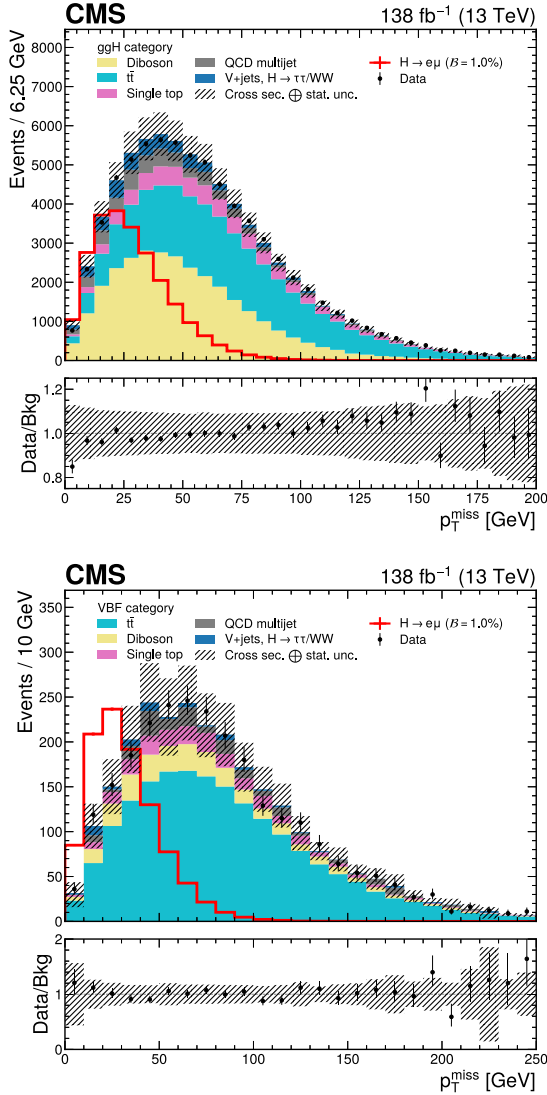 CMS 138 fb⁻¹ (13 TeV)
ggH category
Diboson QCD multijet H → eμ (ℬ = 1.0%)
tt̄ V+jets, H → ττ/WW Data
Single top Cross sec. ⊕ stat. unc.
Events / 6.25 GeV
8000
7000
6000
5000
4000
3000
2000
1000
0
Data/Bkg
1.2
1.0
0.8
0 25 50 75 100 125 150 175 200
p_T^miss [GeV]
CMS 138 fb⁻¹ (13 TeV)
VBF category
tt̄ QCD multijet H → eμ (ℬ = 1.0%)
Diboson V+jets, H → ττ/WW Data
Single top Cross sec. ⊕ stat. unc.
Events / 10 GeV
350
300
250
200
150
100
50
0
Data/Bkg
2
1
0
0 50 100 150 200 250
p_T^miss [GeV]